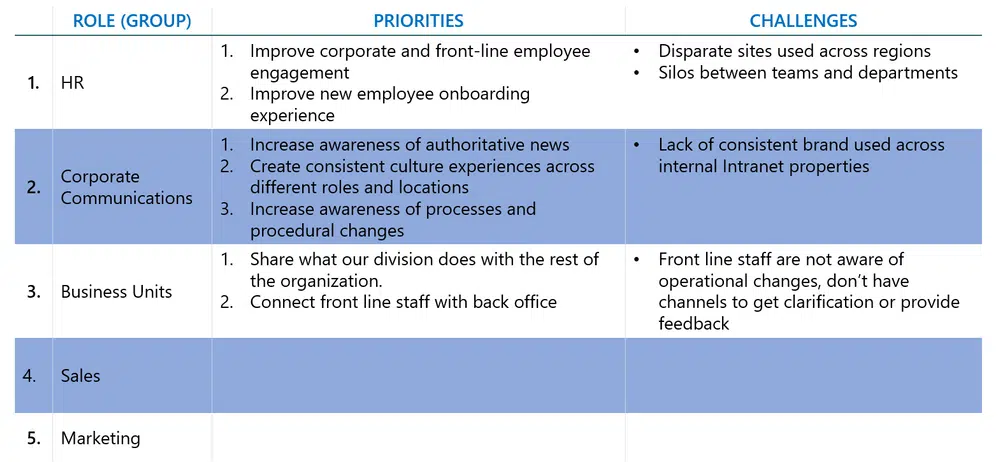 ROLE (GROUP) PRIORITIES CHALLENGES
1. HR
1. Improve corporate and front-line employee
engagement
2. Improve new employee onboarding
experience
• Disparate sites used across regions
• Silos between teams and departments
2. Corporate
Communications
1. Increase awareness of authoritative news
2. Create consistent culture experiences across
different roles and locations
3. Increase awareness of processes and
procedural changes
• Lack of consistent brand used across
internal Intranet properties
3. Business Units
1. Share what our division does with the rest of
the organization.
2. Connect front line staff with back office
• Front line staff are not aware of
operational changes, don’t have
channels to get clarification or provide
feedback
4. Sales
5. Marketing